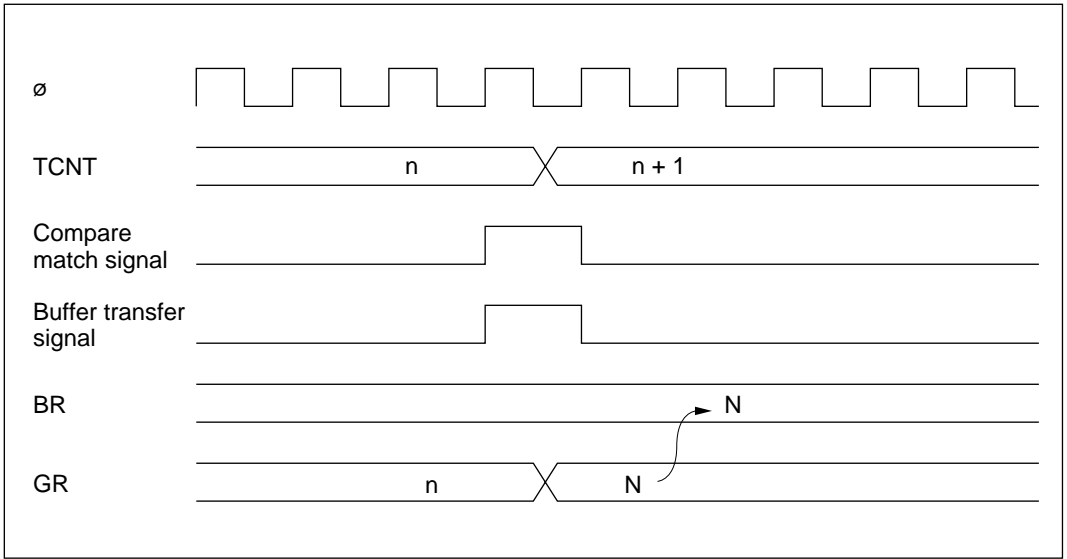 ø
TCNT n n + 1
Compare
match signal
Buffer transfer
signal
BR N
GR n N